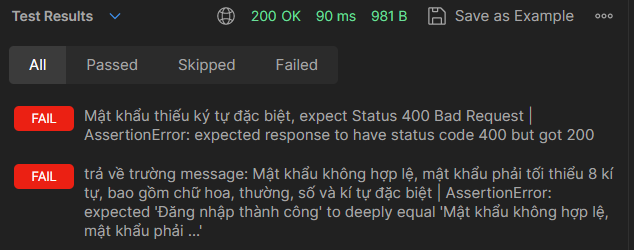 Test Results 200 OK 90 ms 981 B Save as Example
All Passed Skipped Failed
FAIL Mật khẩu thiếu ký tự đặc biệt, expect Status 400 Bad Request |
AssertionError: expected response to have status code 400 but got 200
trả về trường message: Mật khẩu không hợp lệ, mật khẩu phải tối thiểu 8 kí
FAIL tự, bao gồm chữ hoa, thường, số và kí tự đặc biệt | AssertionError:
expected 'Đăng nhập thành công' to deeply equal 'Mật khẩu không hợp lệ,
mật khẩu phải ...'